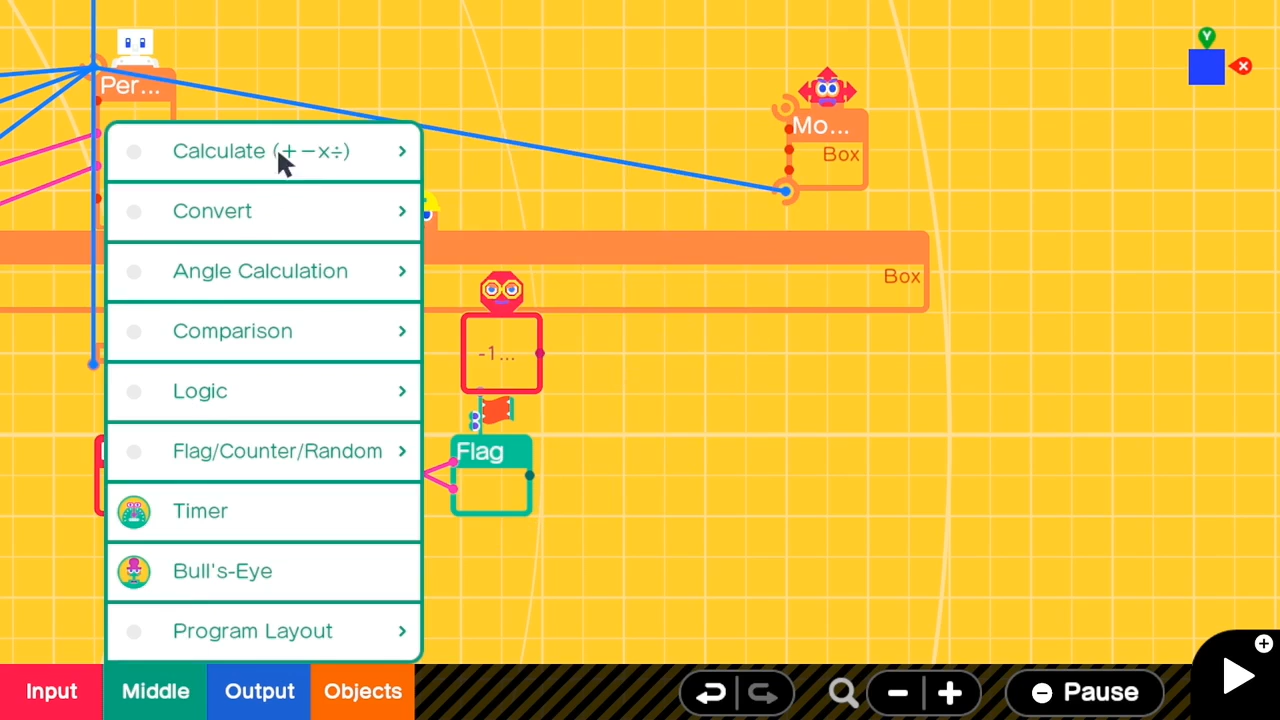 Y
X
Per...
Mo...
Box
Calculate (+−×÷)
Convert
Angle Calculation
Box
Comparison
-1...
Logic
Flag/Counter/Random
Flag
Timer
Bull's-Eye
Program Layout
Input
Middle
Output
Objects
Pause